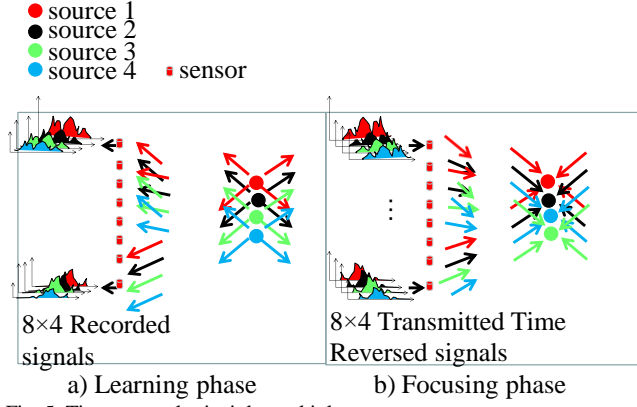 source 1
source 2
source 3
source 4
sensor
8×4 Recorded
signals
8×4 Transmitted Time
Reversed signals
a) Learning phase
b) Focusing phase